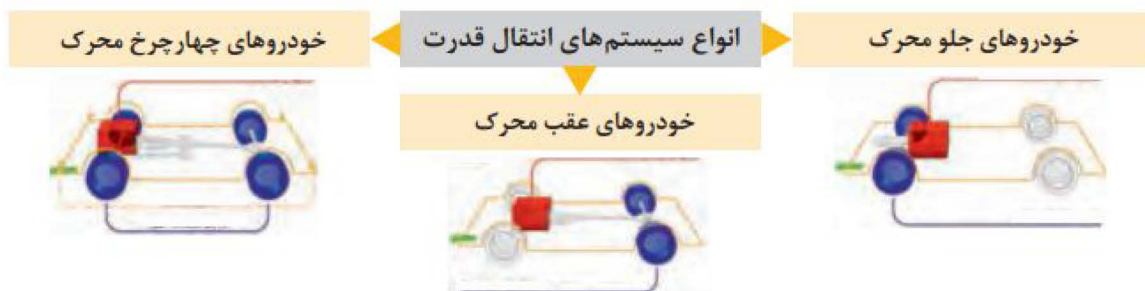 انواع سیستم‌های انتقال قدرت
خودروهای جلو محرک
خودروهای عقب محرک
خودروهای چهارچرخ محرک